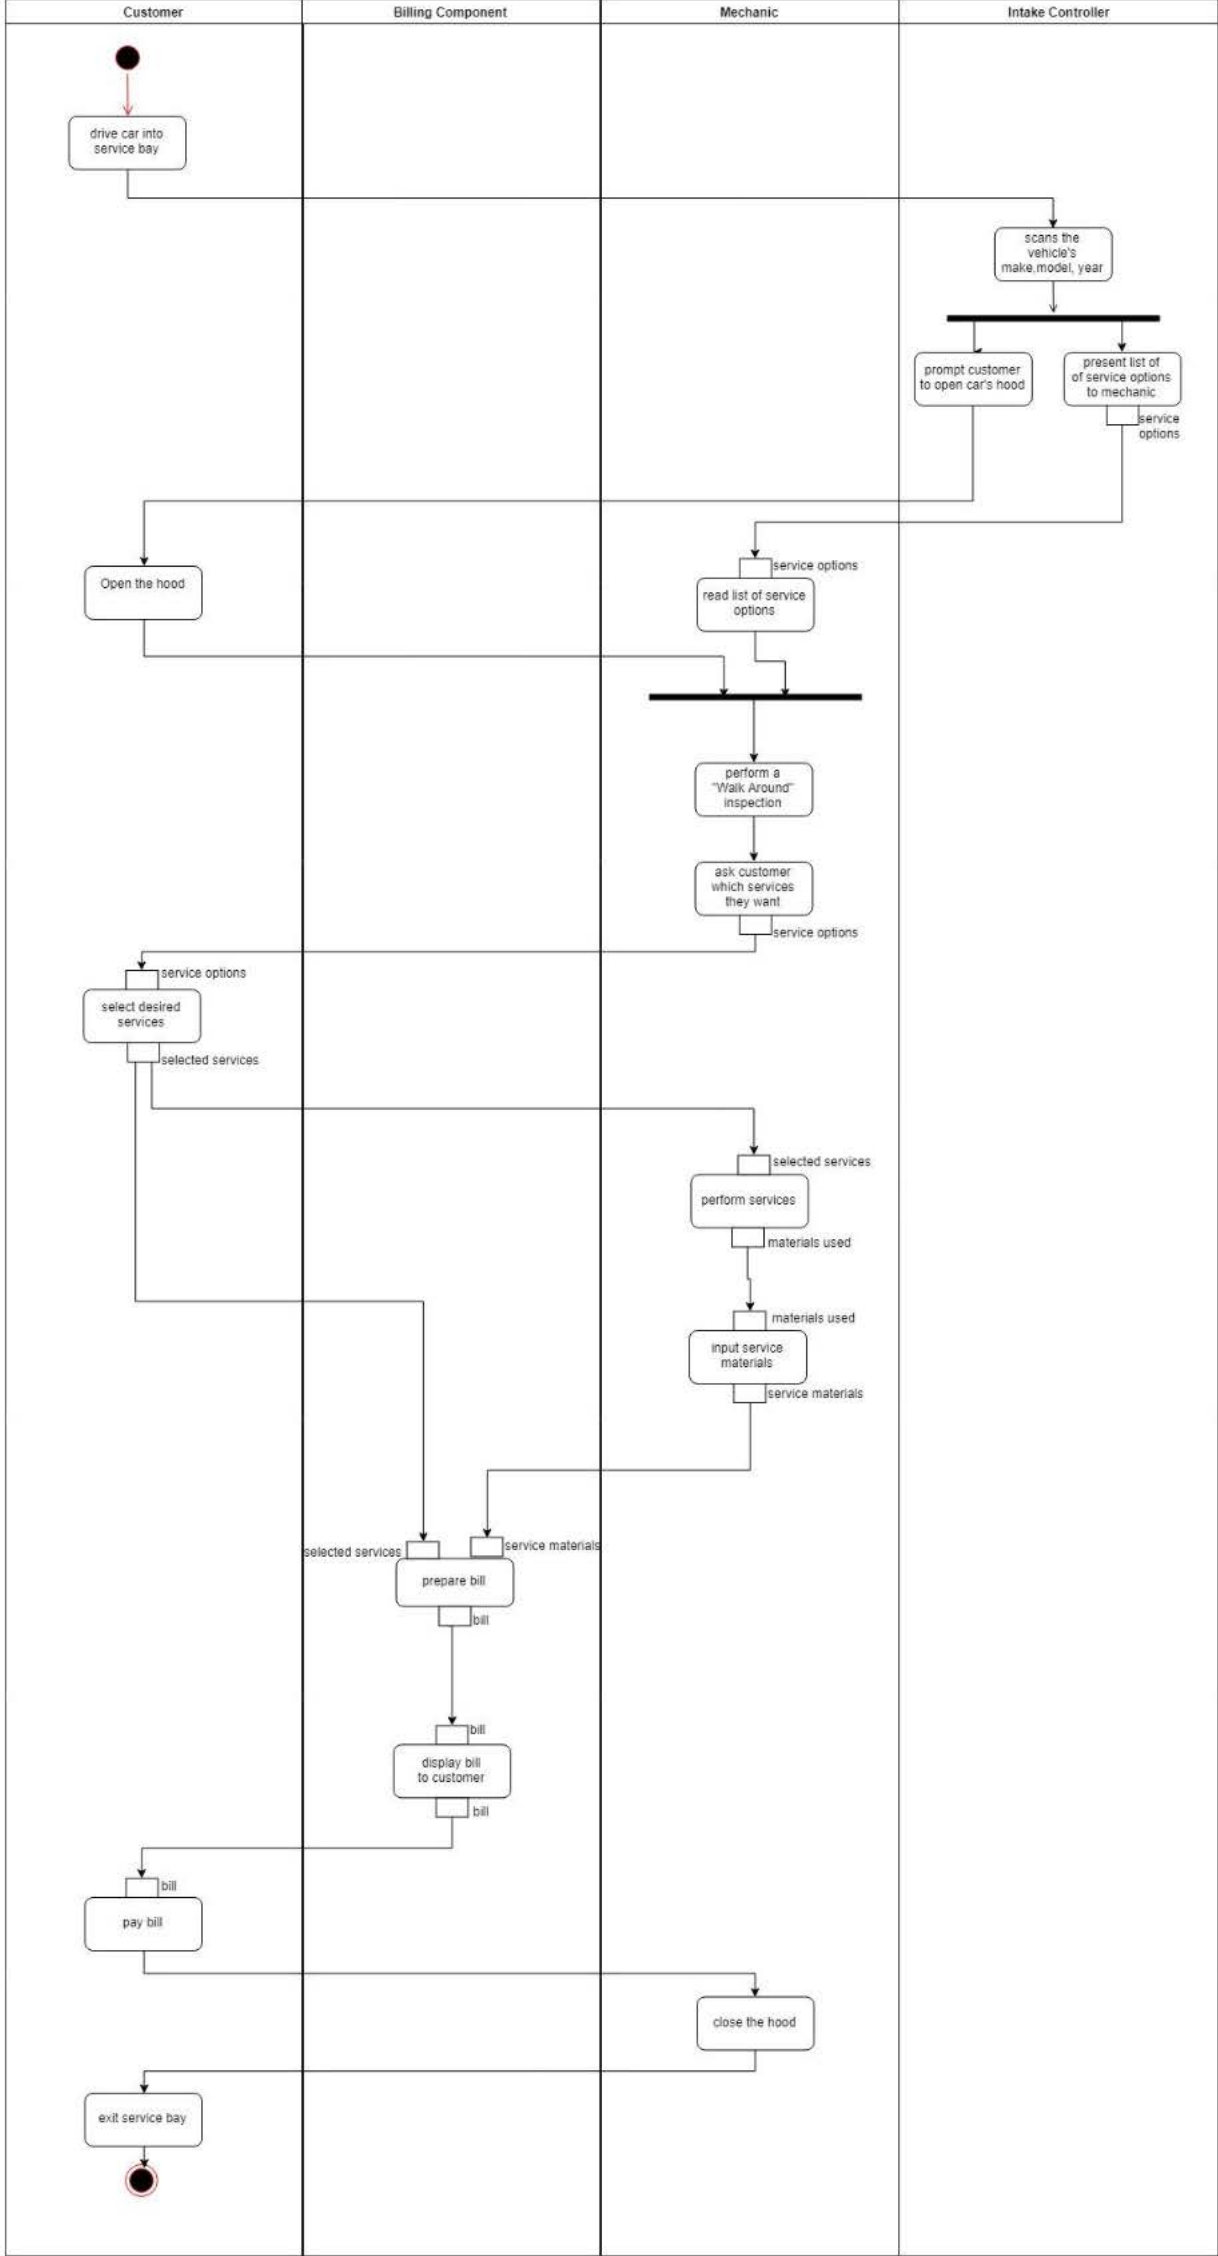 Customer
Billing Component
Mechanic
Intake Controller
drive car into
service bay
scans the
vehicle's
make,model, year
prompt customer
to open car's hood
present list of
of service options
to mechanic
service
options
service options
Open the hood
read list of service
options
perform a
"Walk Around"
inspection
ask customer
which services
they want
service options
service options
select desired
services
selected services
selected services
perform services
materials used
materials used
input service
materials
service materials
selected services
service materials
prepare bill
bill
bill
display bill
to customer
bill
bill
pay bill
close the hood
exit service bay